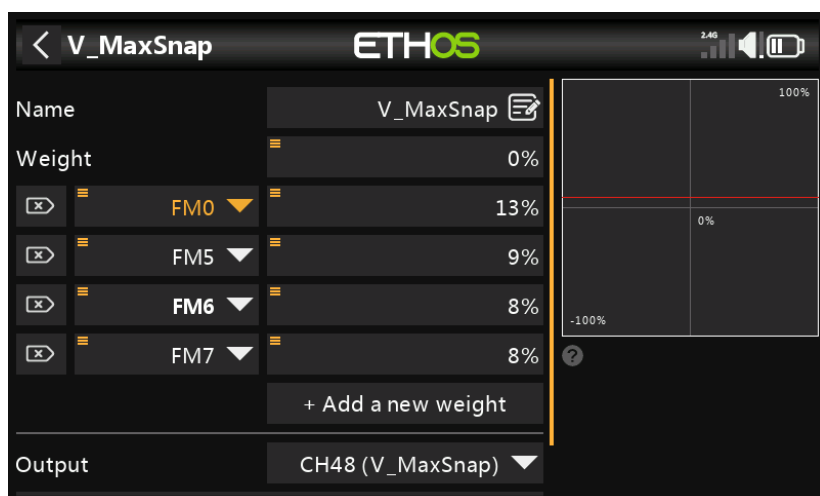 V_MaxSnap
ETHOS
2.4G
Name
V_MaxSnap
Weight
0%
FM0
13%
FM5
9%
FM6
8%
FM7
8%
+ Add a new weight
Output
CH48 (V_MaxSnap)
100%
0%
-100%
?